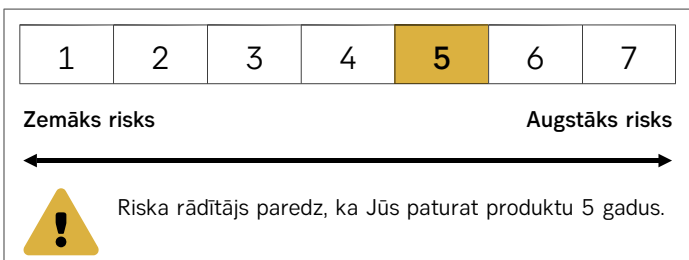 1 2 3 4 5 6 7
Zemāks risks Augstāks risks
Riska rādītājs paredz, ka Jūs paturat produktu 5 gadus.